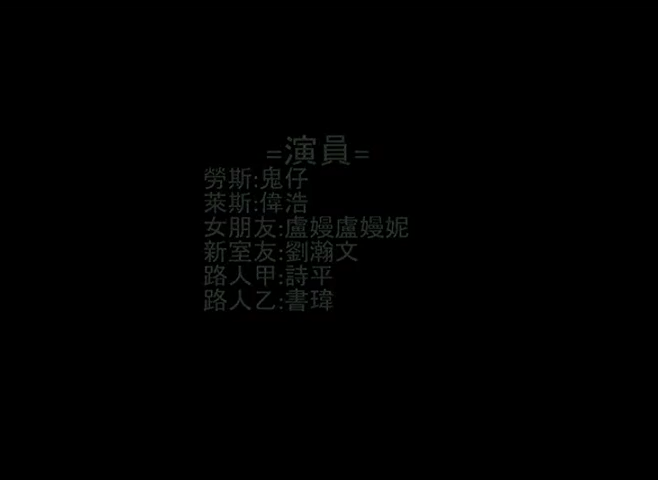 =演員=
勞斯:鬼仔
萊斯:偉浩
女朋友:盧嫚盧嫚妮
新室友:劉瀚文
路人甲:詩平
路人乙:書瑋